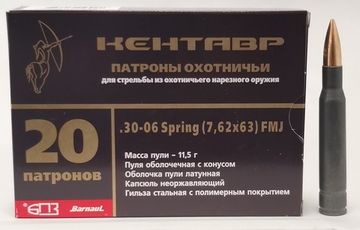 КЕНТАВР
ПАТРОНЫ ОХОТНИЧЬИ
для стрельбы из охотничьего нарезного оружия
20
ПАТРОНОВ
.30-06 Spring (7,62x63) FMJ
Масса пули – 11,5 г
Пуля оболочечная с конусом
Оболочка пули латунная
Капсюль неоржавляющий
Гильза стальная с полимерным покрытием
БПЗ
Barnaul